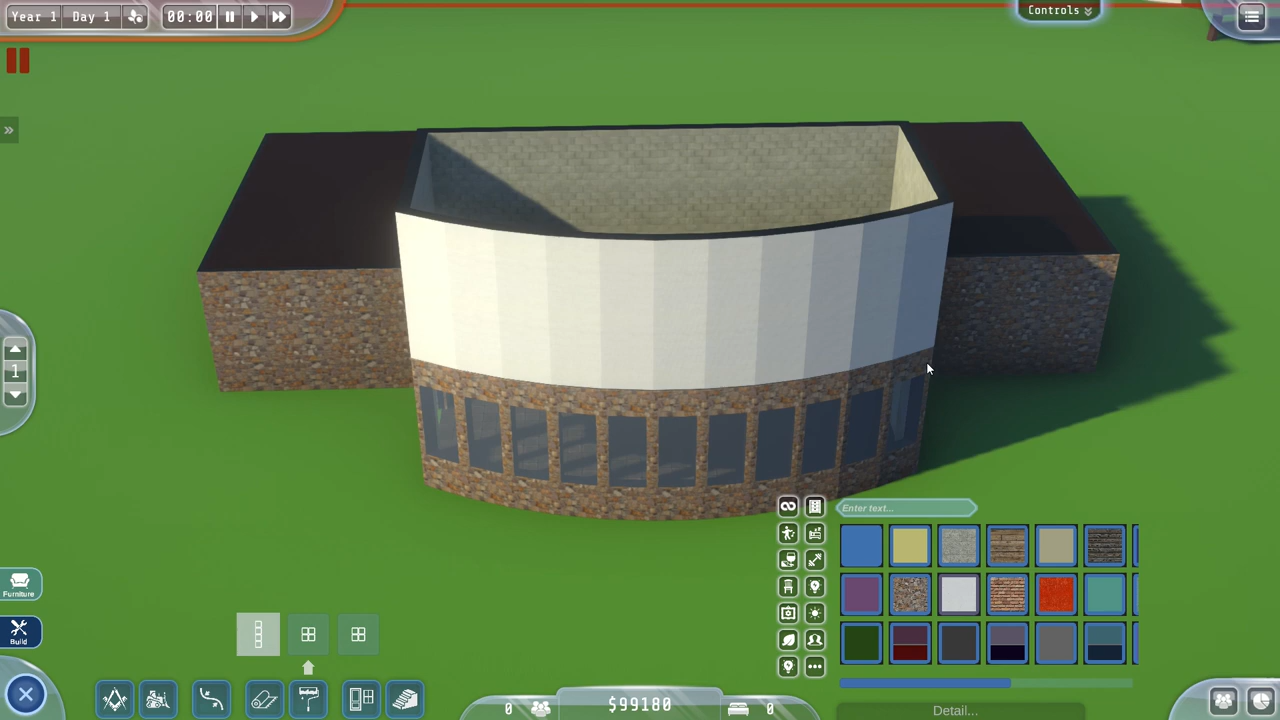 Year 1 Day 1 00:00
Controls
1
Enter text...
Furniture
Build
0 $99180 0
Detail...